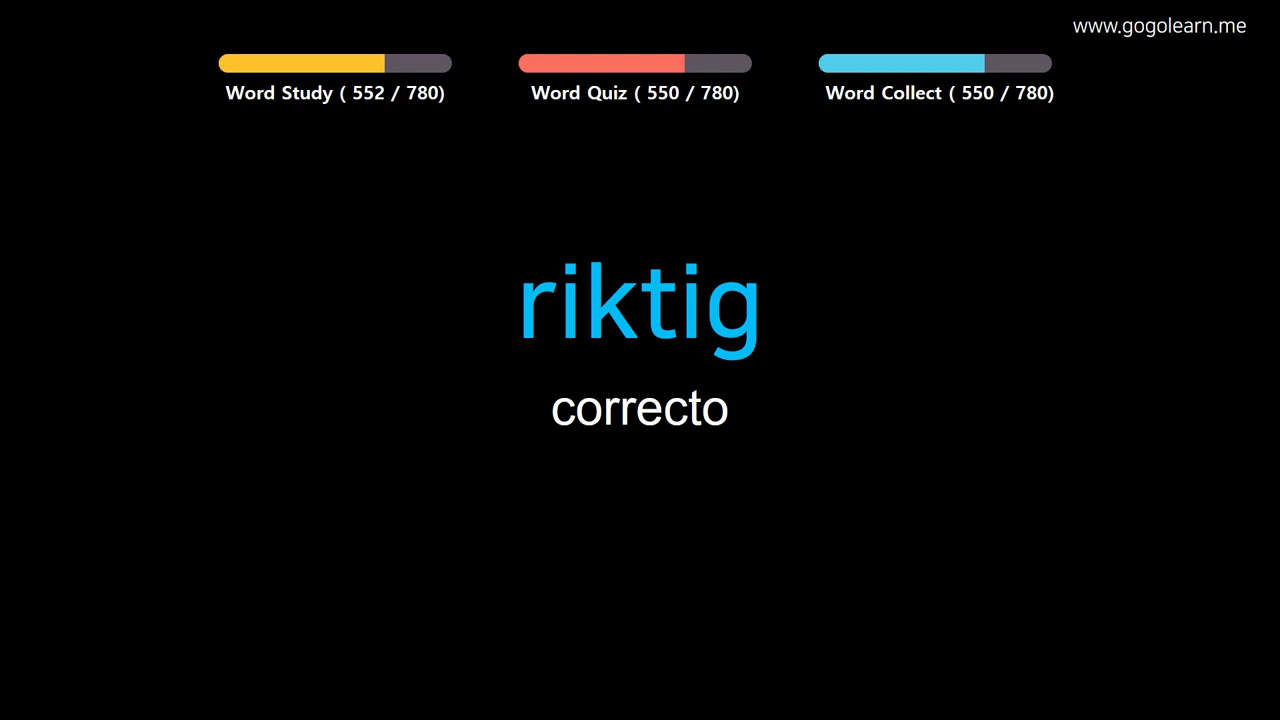 www.gogolearn.me
Word Study ( 552 / 780)
Word Quiz ( 550 / 780)
Word Collect ( 550 / 780)
riktig
correcto